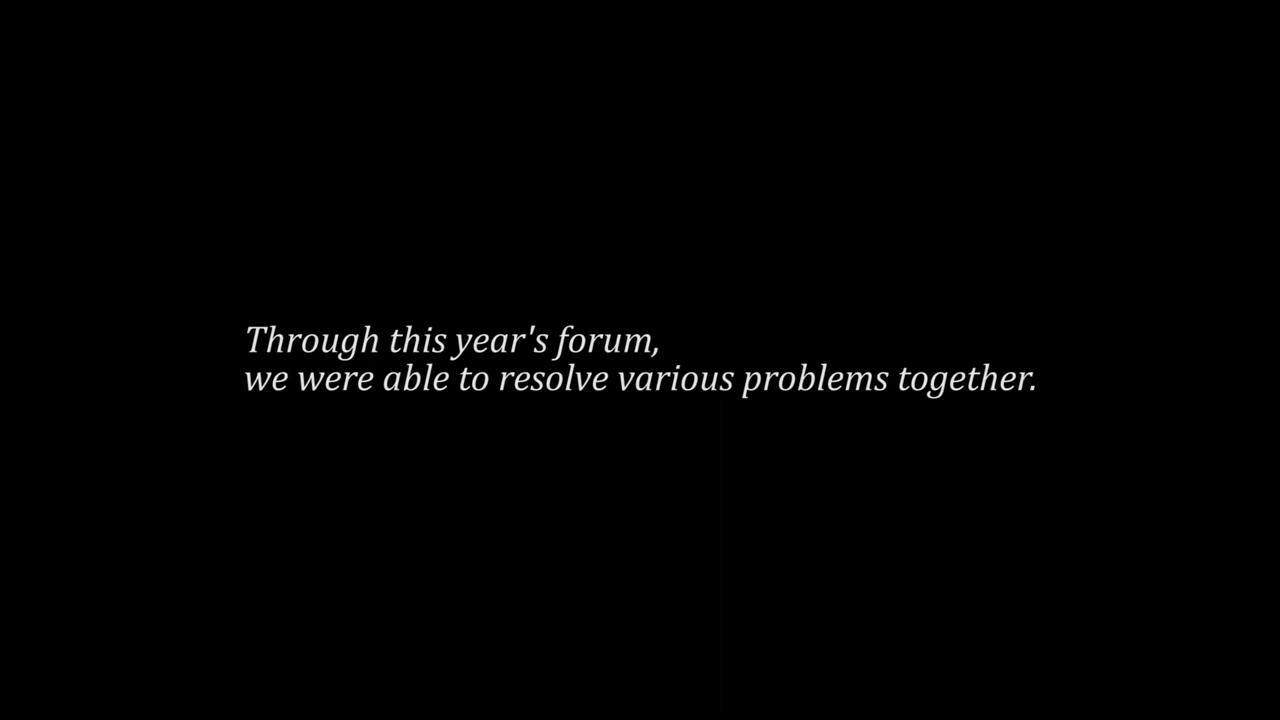 Through this year's forum,
we were able to resolve various problems together.